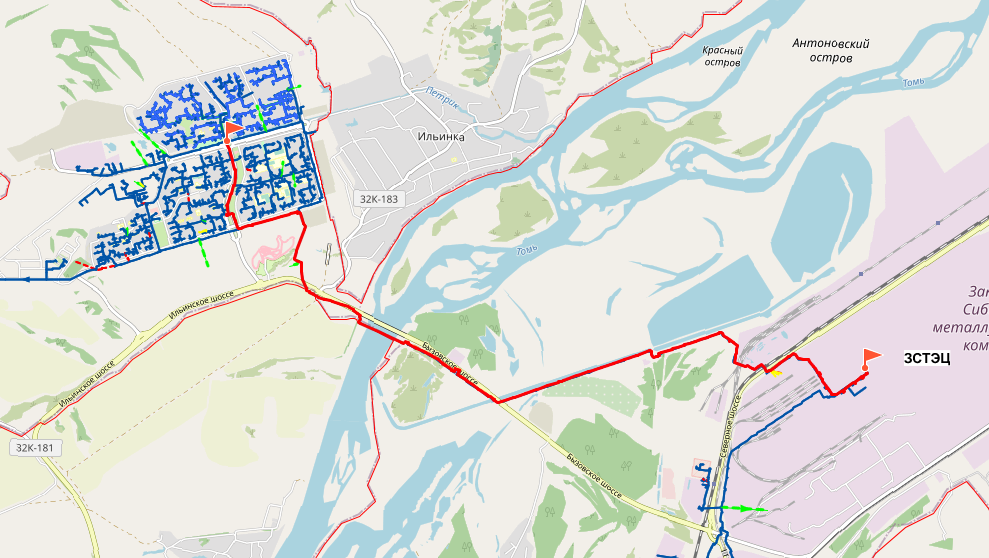 Антоновский
остров
Красный
остров
Томь
Петрик
Ильинка
32К-183
Томь
Ильинское шоссе
Ильинское шоссе
Бызовское шоссе
Бызовское шоссе
Северное шоссе
32К-181
За
Сиб
металл
ком
ЗСТЭЦ